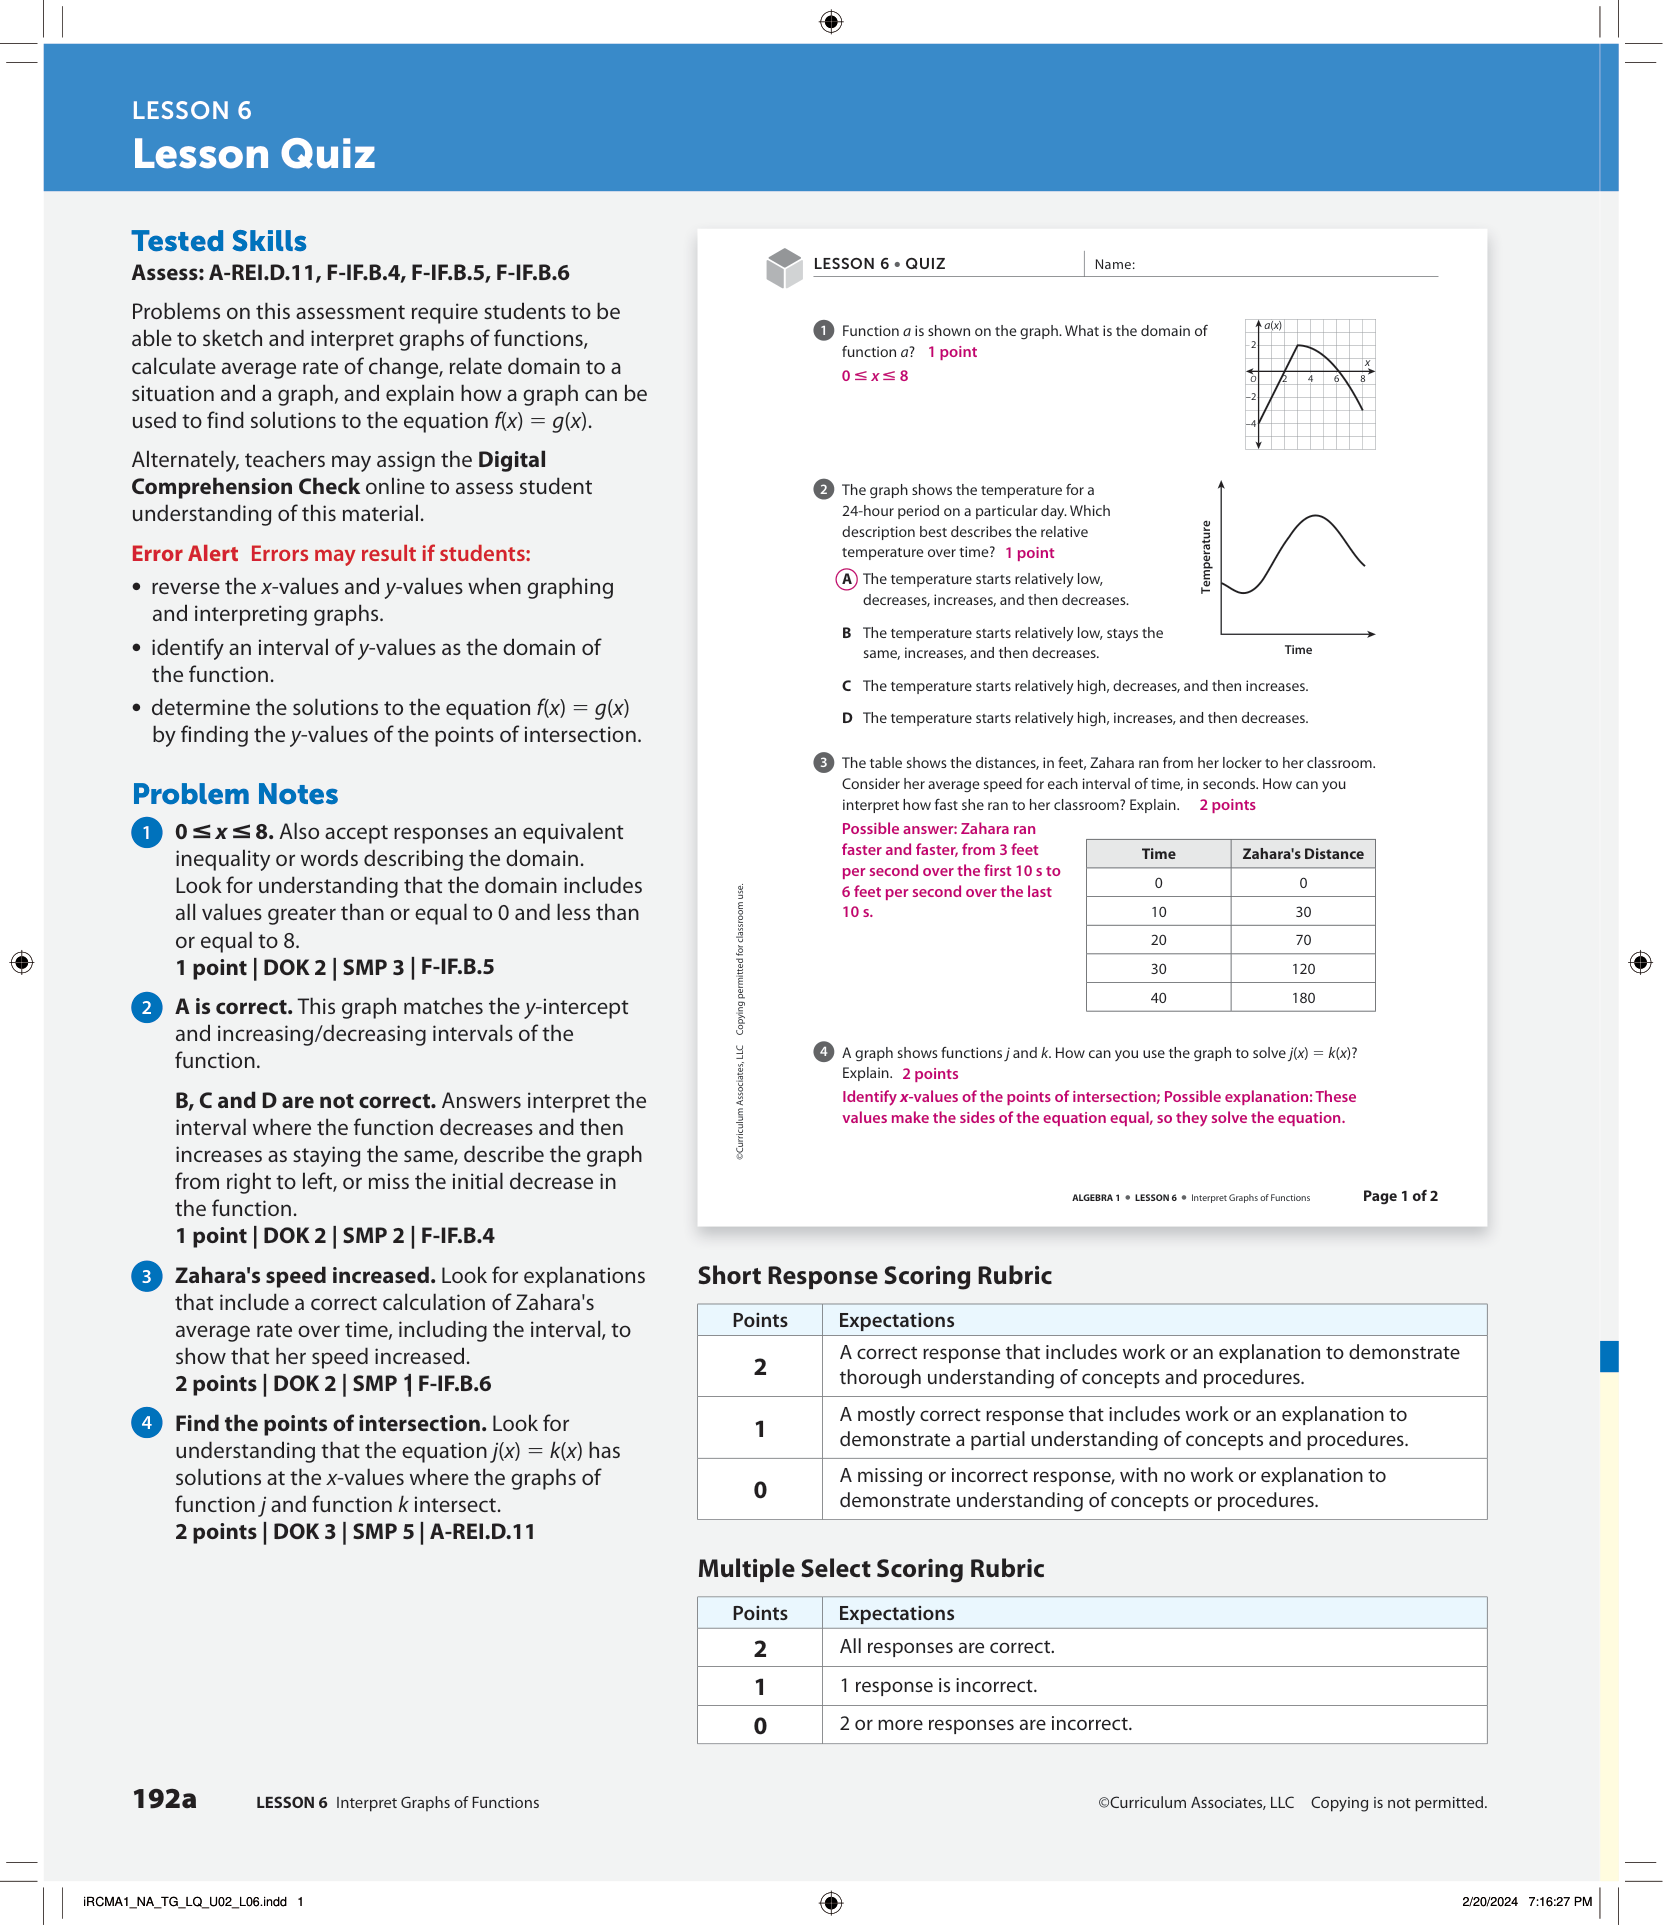 LESSON 6
Lesson Quiz
Tested Skills
Assess: A-REI.D.11, F-IF.B.4, F-IF.B.5, F-IF.B.6
Problems on this assessment require students to be
able to sketch and interpret graphs of functions,
calculate average rate of change, relate domain to a
situation and a graph, and explain how a graph can be
used to find solutions to the equation f(x) = g(x).
Alternately, teachers may assign the Digital
Comprehension Check online to assess student
understanding of this material.
Error Alert Errors may result if students:
• reverse the x-values and y-values when graphing
and interpreting graphs.
• identify an interval of y-values as the domain of
the function.
• determine the solutions to the equation f(x) = g(x)
by finding the y-values of the points of intersection.
Problem Notes
1 0 ≤ x ≤ 8. Also accept responses an equivalent
inequality or words describing the domain.
Look for understanding that the domain includes
all values greater than or equal to 0 and less than
or equal to 8.
1 point | DOK 2 | SMP 3 | F-IF.B.5
2 A is correct. This graph matches the y-intercept
and increasing/decreasing intervals of the
function.
B, C and D are not correct. Answers interpret the
interval where the function decreases and then
increases as staying the same, describe the graph
from right to left, or miss the initial decrease in
the function.
1 point | DOK 2 | SMP 2 | F-IF.B.4
3 Zahara's speed increased. Look for explanations
that include a correct calculation of Zahara's
average rate over time, including the interval, to
show that her speed increased.
2 points | DOK 2 | SMP 1 | F-IF.B.6
4 Find the points of intersection. Look for
understanding that the equation j(x) = k(x) has
solutions at the x-values where the graphs of
function j and function k intersect.
2 points | DOK 3 | SMP 5 | A-REI.D.11
LESSON 6 • QUIZ Name:
1 Function a is shown on the graph. What is the domain of
function a? 1 point
0 ≤ x ≤ 8
a(x)
2
x
O 2 4 6 8
–2
–4
2 The graph shows the temperature for a
24-hour period on a particular day. Which
description best describes the relative
temperature over time? 1 point
A The temperature starts relatively low,
decreases, increases, and then decreases.
B The temperature starts relatively low, stays the
same, increases, and then decreases.
C The temperature starts relatively high, decreases, and then increases.
D The temperature starts relatively high, increases, and then decreases.
Temperature
Time
3 The table shows the distances, in feet, Zahara ran from her locker to her classroom.
Consider her average speed for each interval of time, in seconds. How can you
interpret how fast she ran to her classroom? Explain. 2 points
Possible answer: Zahara ran
faster and faster, from 3 feet
per second over the first 10 s to
6 feet per second over the last
10 s.
Time Zahara's Distance
0 0
10 30
20 70
30 120
40 180
4 A graph shows functions j and k. How can you use the graph to solve j(x) = k(x)?
Explain. 2 points
Identify x-values of the points of intersection; Possible explanation: These
values make the sides of the equation equal, so they solve the equation.
©Curriculum Associates, LLC Copying permitted for classroom use.
ALGEBRA 1 • LESSON 6 • Interpret Graphs of Functions Page 1 of 2
Short Response Scoring Rubric
Points Expectations
2 A correct response that includes work or an explanation to demonstrate
thorough understanding of concepts and procedures.
1 A mostly correct response that includes work or an explanation to
demonstrate a partial understanding of concepts and procedures.
0 A missing or incorrect response, with no work or explanation to
demonstrate understanding of concepts or procedures.
Multiple Select Scoring Rubric
Points Expectations
2 All responses are correct.
1 1 response is incorrect.
0 2 or more responses are incorrect.
192a LESSON 6 Interpret Graphs of Functions
©Curriculum Associates, LLC Copying is not permitted.
iRCMA1_NA_TG_LQ_U02_L06.indd 1
2/20/2024 7:16:27 PM